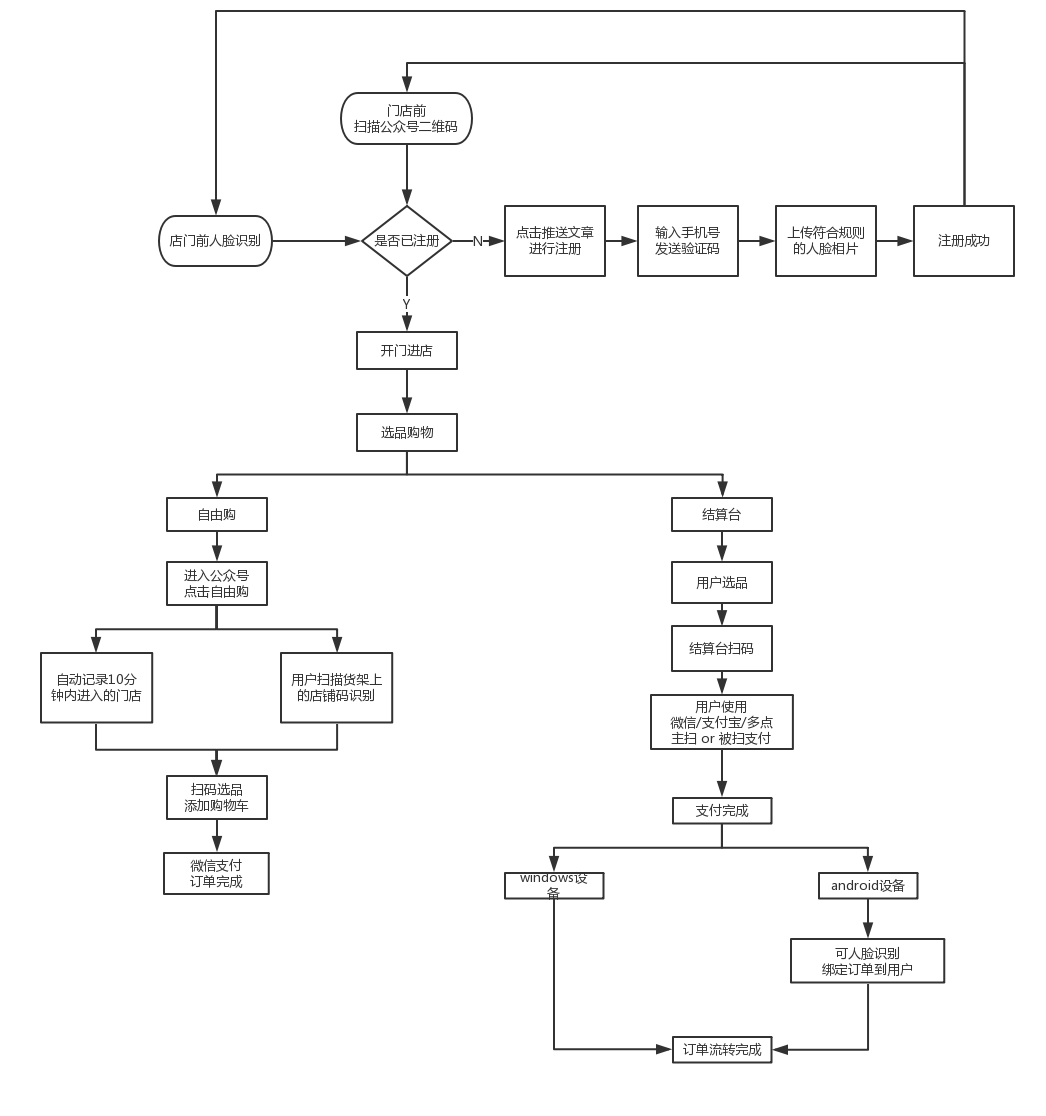 门店前
扫描公众号二维码
店门前人脸识别
是否已注册
N
点击推送文章
进行注册
输入手机号
发送验证码
上传符合规则
的人脸相片
注册成功
Y
开门进店
选品购物
自由购
结算台
进入公众号
点击自由购
用户选品
结算台扫码
自动记录10分
钟内进入的门店
用户扫描货架上
的店铺码识别
用户使用
微信/支付宝/多点
主扫 or 被扫支付
扫码选品
添加购物车
支付完成
微信支付
订单完成
windows设
备
android设备
可人脸识别
绑定订单到用户
订单流转完成